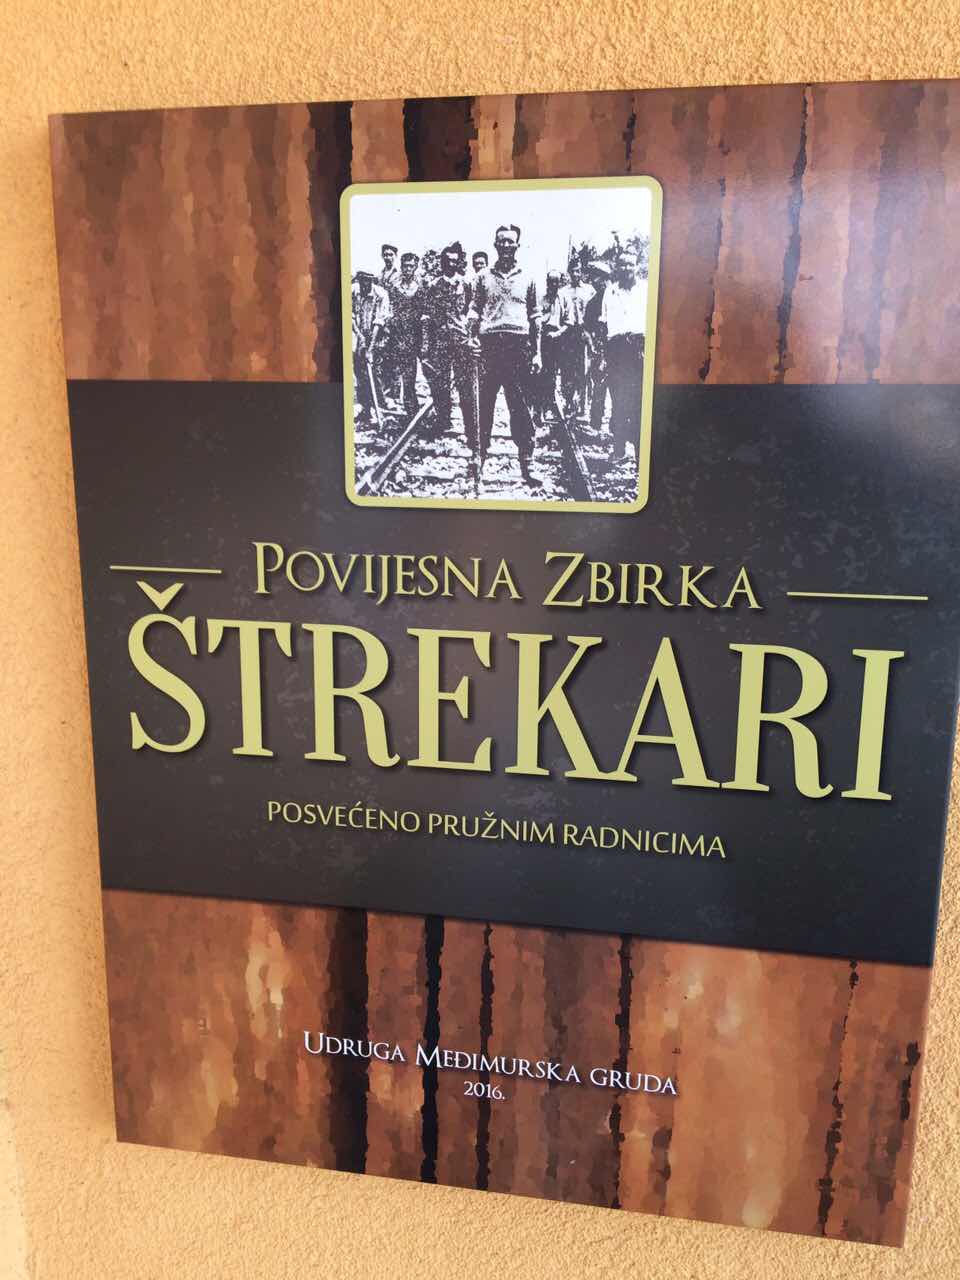 POVIJESNA ZBIRKA
ŠTREKARI
POSVEĆENO PRUŽNIM RADNICIMA
UDRUGA MEĐIMURSKA GRUDA
2016.